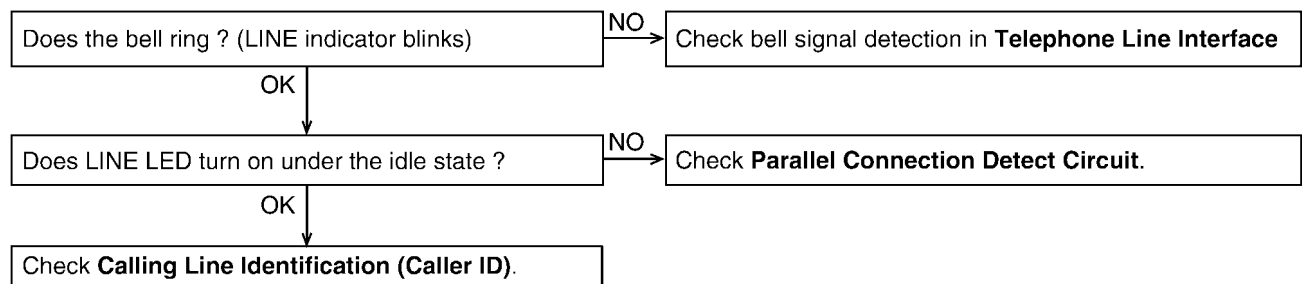 Does the bell ring ? (LINE indicator blinks)
NO
Check bell signal detection in Telephone Line Interface
OK
Does LINE LED turn on under the idle state ?
NO
Check Parallel Connection Detect Circuit.
OK
Check Calling Line Identification (Caller ID).